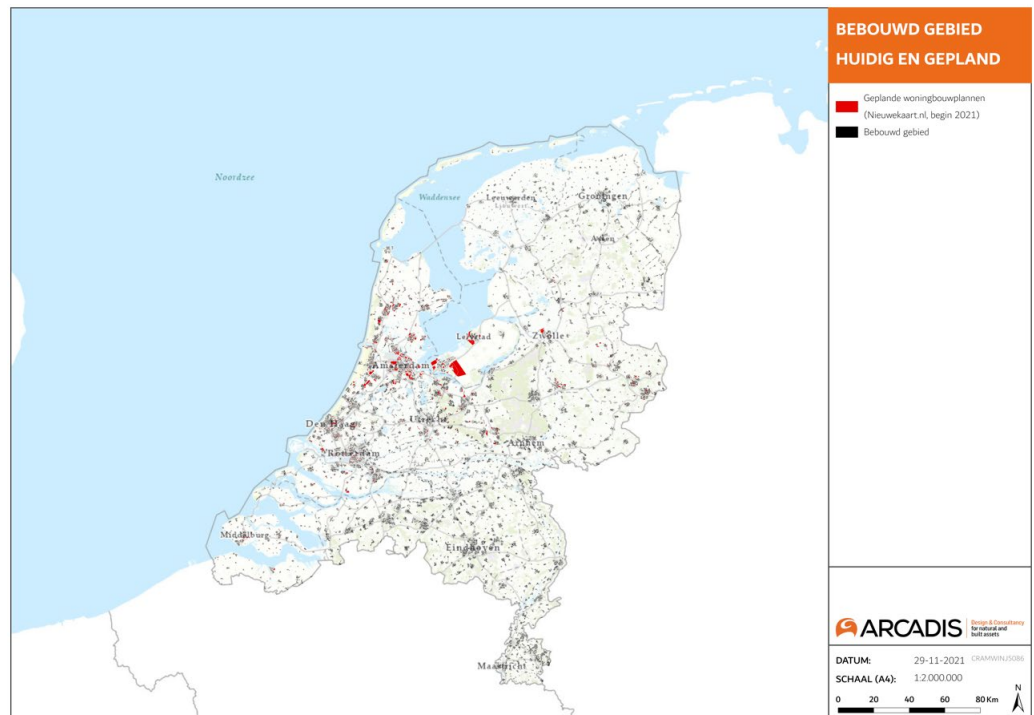 BEBOUWD GEBIED
HUIDIG EN GEPLAND
Geplande woningbouwplannen
(Nieuwekaart.nl, begin 2021)
Bebouwd gebied
Noordzee
Waddenzee
Leeuwarden
Groningen
Assen
Lelystad
Zwolle
Amsterdam
Den Haag
Utrecht
Rotterdam
Arnhem
Middelburg
Eindhoven
Maastricht
ARCADIS
Design & Consultancy
for natural and
built assets
DATUM:
29-11-2021
CRAMWINJS086
SCHAAL (A4):
1:2.000.000
0 20 40 60 80 Km
N